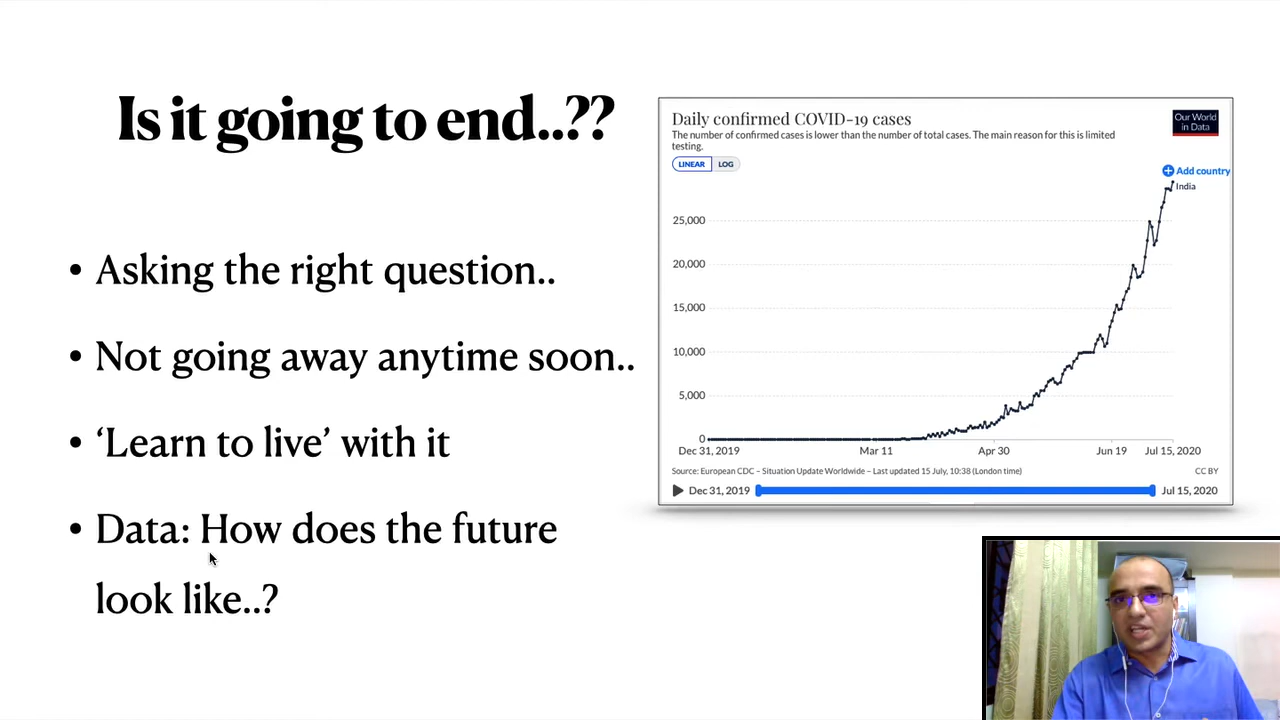 Is it going to end..??
• Asking the right question..
• Not going away anytime soon..
• ‘Learn to live’ with it
• Data: How does the future
look like..?
Daily confirmed COVID-19 cases
The number of confirmed cases is lower than the number of total cases. The main reason for this is limited
testing.
Our World
in Data
LINEAR LOG
Add country
India
25,000
20,000
15,000
10,000
5,000
0
Dec 31, 2019 Mar 11 Apr 30 Jun 19 Jul 15, 2020
Source: European CDC – Situation Update Worldwide – Last updated 15 July, 10:38 (London time) CC BY
Dec 31, 2019 Jul 15, 2020